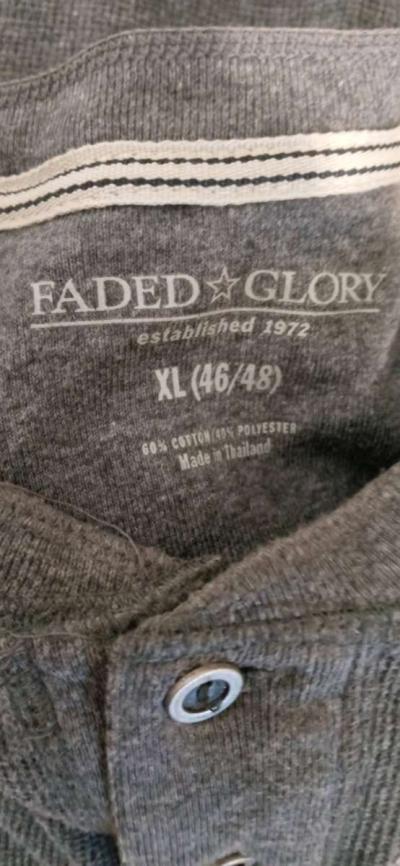 FADED☆GLORY
established 1972
XL (46/48)
60% COTTON/40% POLYESTER
Made in Thailand